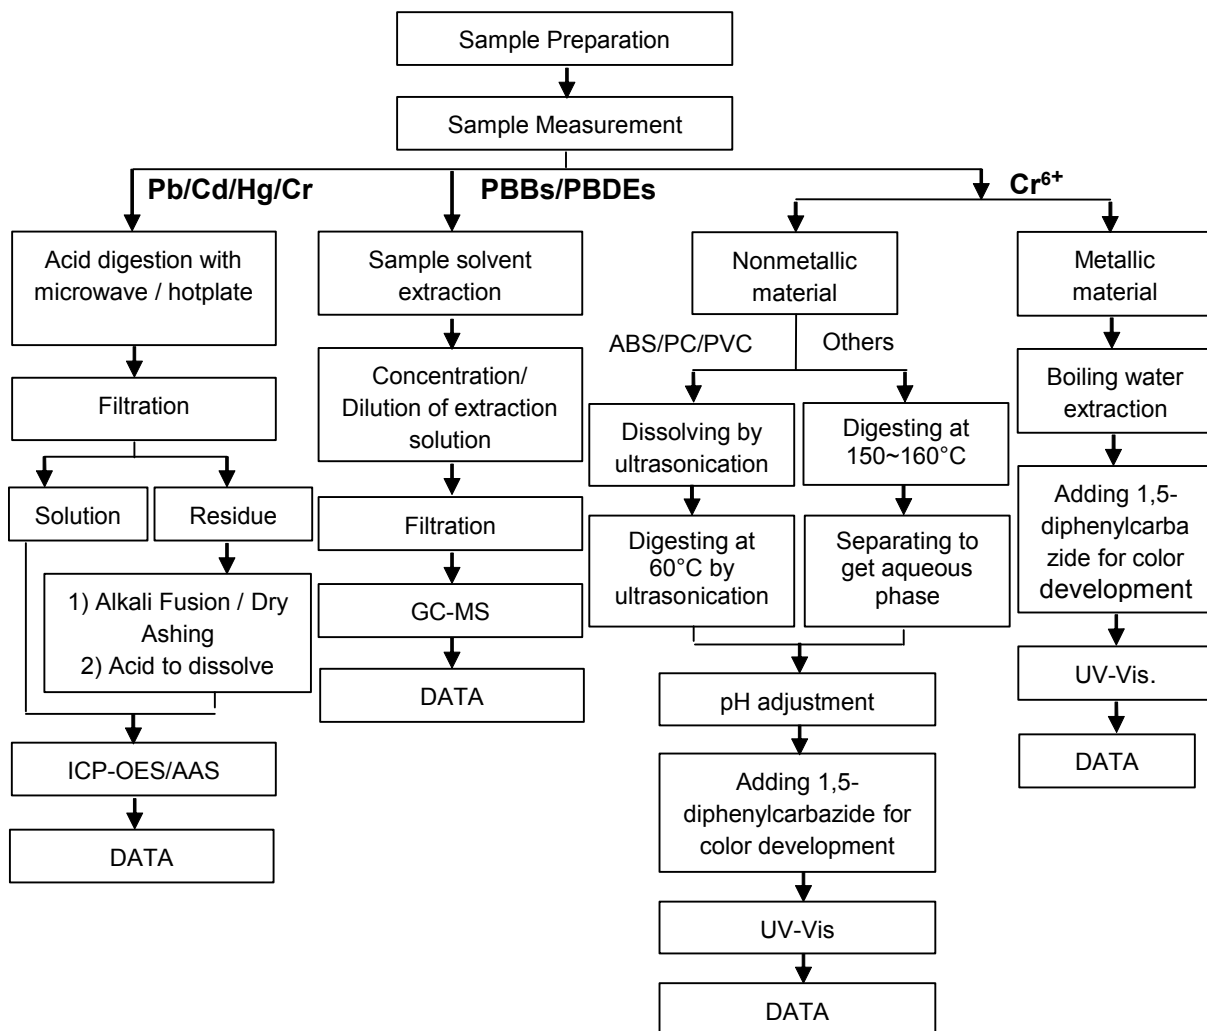 Sample Preparation
Sample Measurement
Pb/Cd/Hg/Cr
PBBs/PBDEs
Cr⁶⁺
Acid digestion with
microwave / hotplate
Filtration
Solution
Residue
1) Alkali Fusion / Dry
Ashing
2) Acid to dissolve
ICP-OES/AAS
DATA
Sample solvent
extraction
Concentration/
Dilution of extraction
solution
Filtration
GC-MS
DATA
Nonmetallic
material
ABS/PC/PVC
Others
Dissolving by
ultrasonication
Digesting at
60°C by
ultrasonication
Digesting at
150~160°C
Separating to
get aqueous
phase
pH adjustment
Adding 1,5-
diphenylcarbazide for
color development
UV-Vis
DATA
Metallic
material
Boiling water
extraction
Adding 1,5-
diphenylcarba
zide for color
development
UV-Vis.
DATA